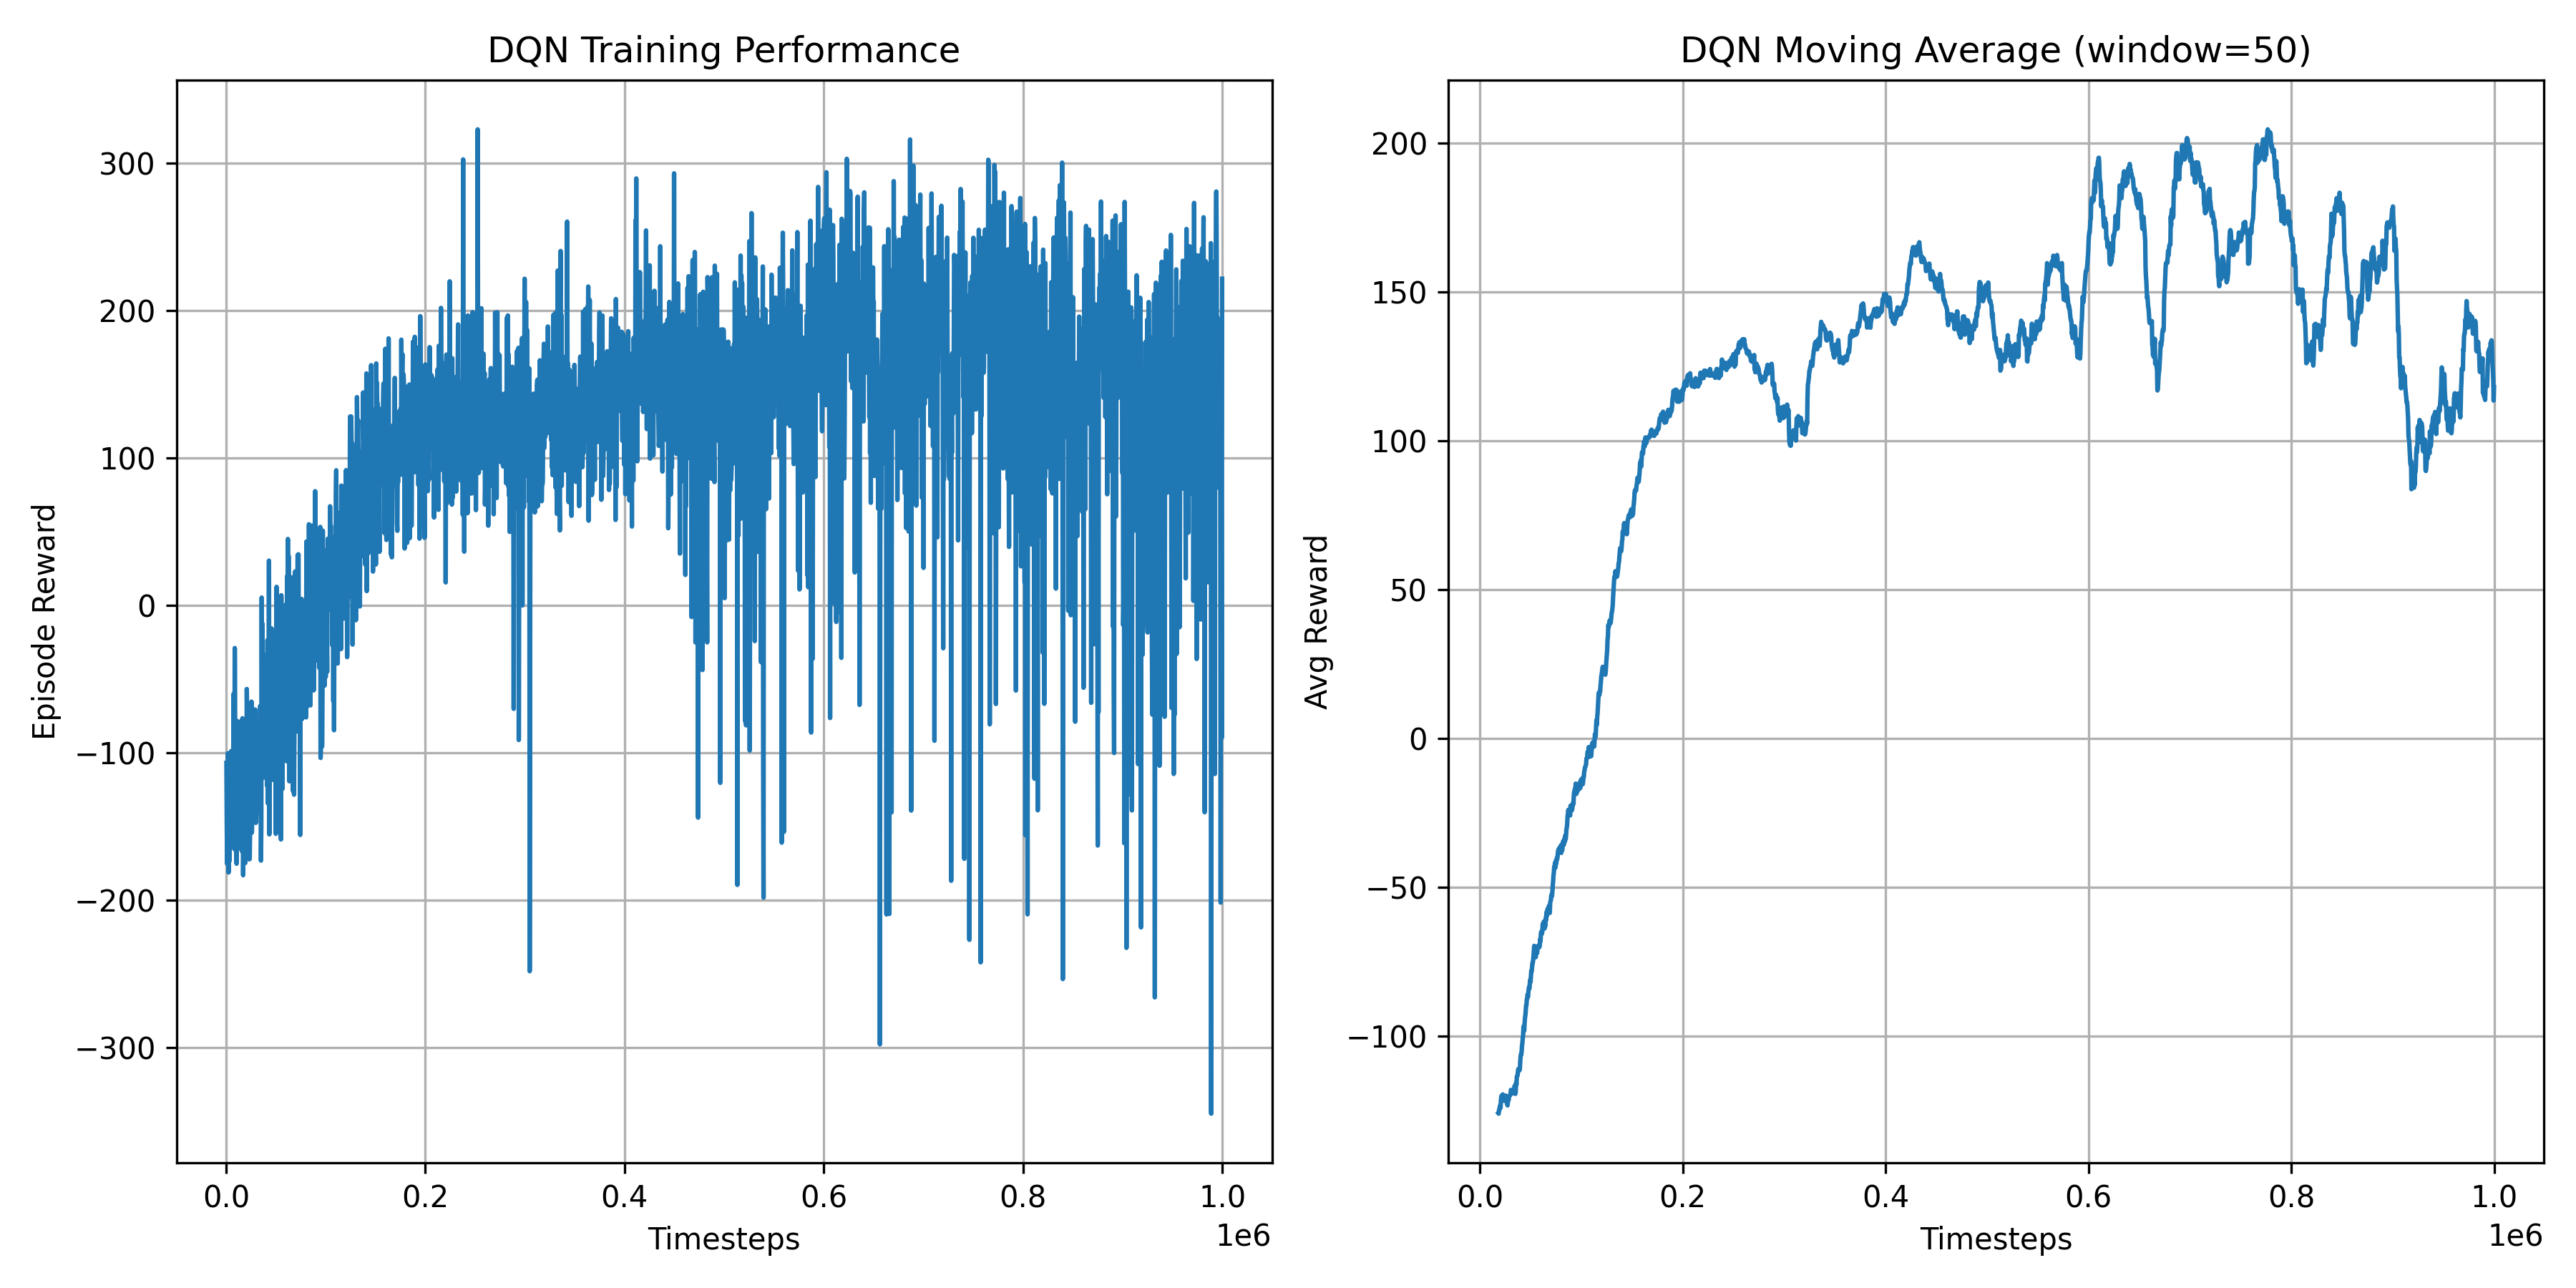 DQN Training Performance
Episode Reward
300
200
100
0
−100
−200
−300
0.0 0.2 0.4 0.6 0.8 1.0
1e6
Timesteps
DQN Moving Average (window=50)
Avg Reward
200
150
100
50
0
−50
−100
0.0 0.2 0.4 0.6 0.8 1.0
1e6
Timesteps